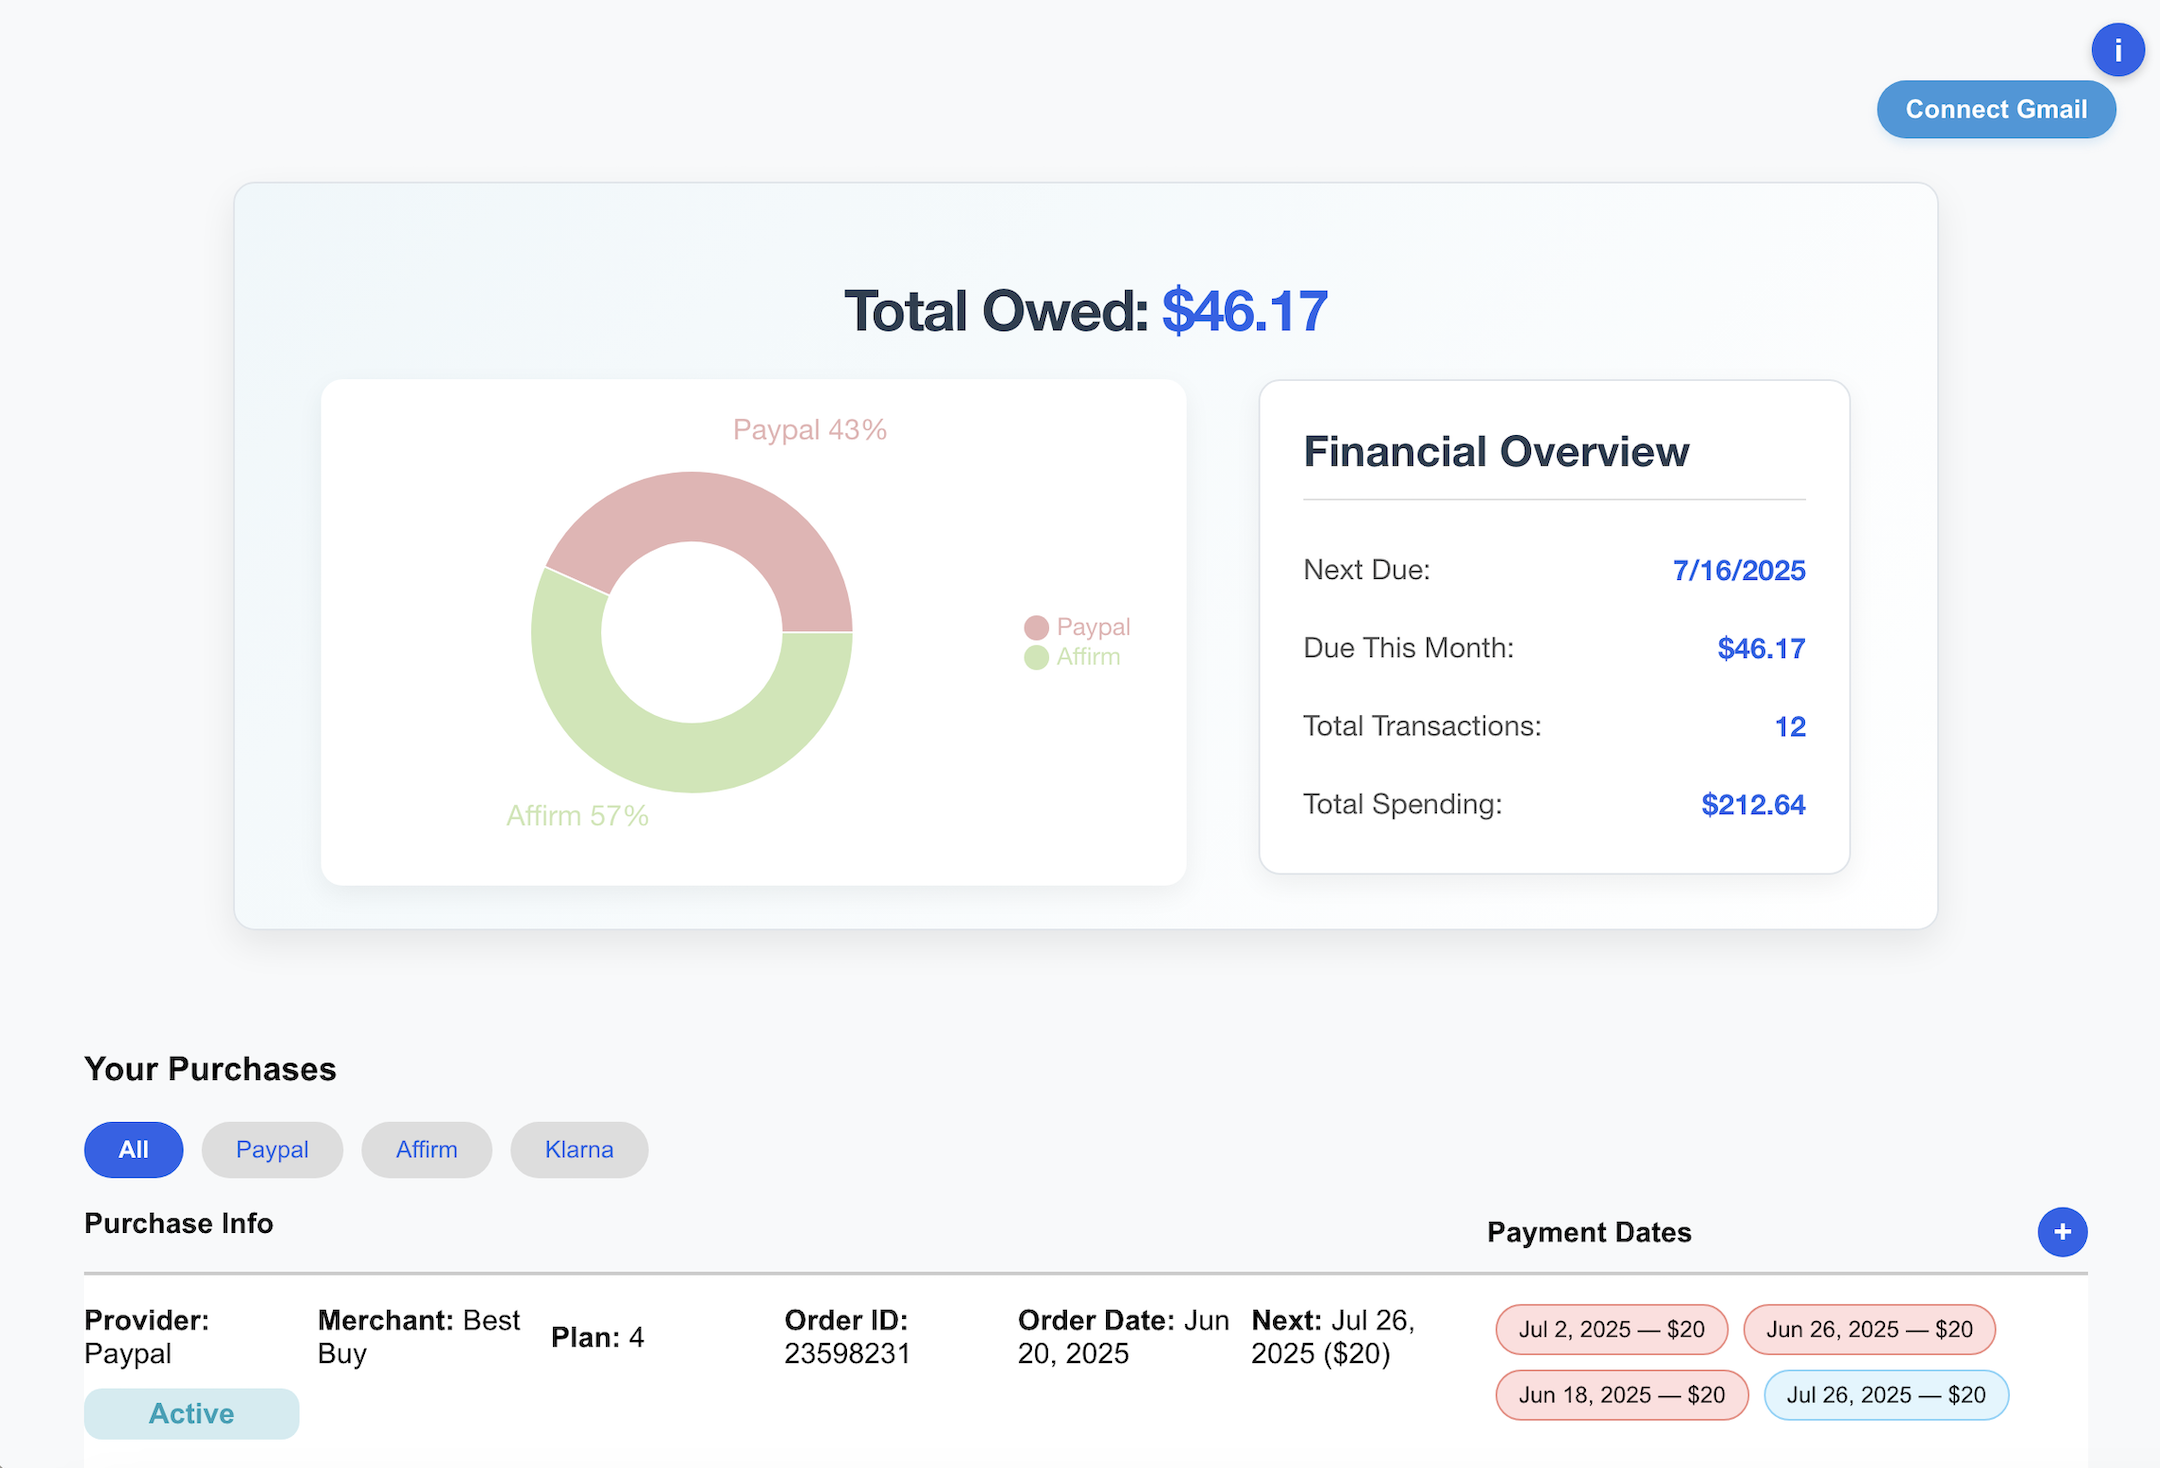 i
Connect Gmail
Total Owed: $46.17
Paypal 43%
Paypal
Affirm
Affirm 57%
Financial Overview
Next Due: 7/16/2025
Due This Month: $46.17
Total Transactions: 12
Total Spending: $212.64
Your Purchases
All Paypal Affirm Klarna
Purchase Info Payment Dates +
Provider:
Paypal
Active
Merchant: Best
Buy
Plan: 4
Order ID:
23598231
Order Date: Jun
20, 2025
Next: Jul 26,
2025 ($20)
Jul 2, 2025 — $20 Jun 26, 2025 — $20
Jun 18, 2025 — $20 Jul 26, 2025 — $20